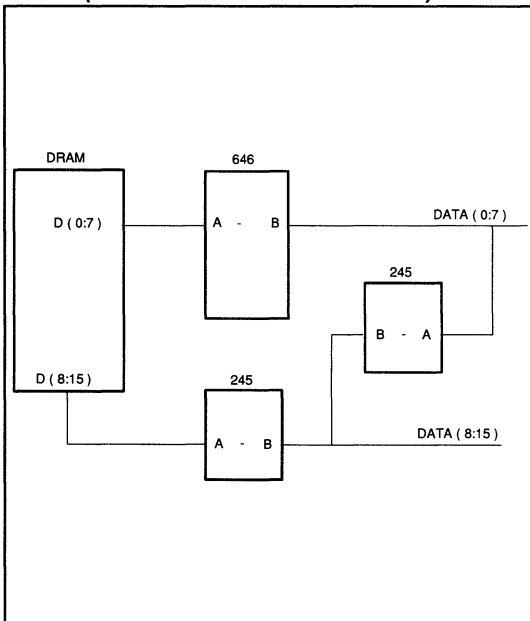 DRAM
646
D ( 0:7 )
A - B
DATA ( 0:7 )
245
B - A
D ( 8:15 )
245
A - B
DATA ( 8:15 )